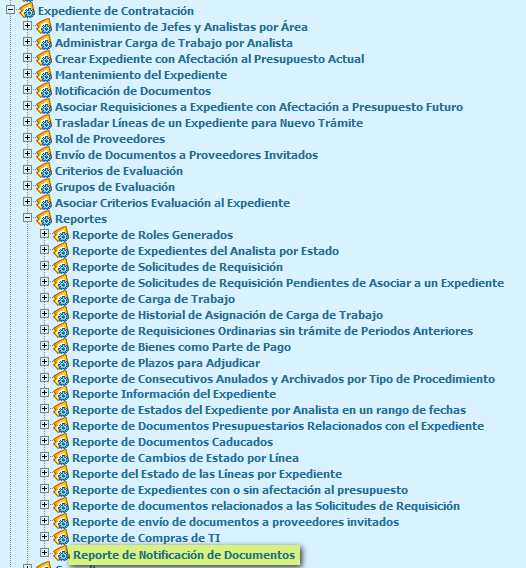 Expediente de Contratación
Mantenimiento de Jefes y Analistas por Área
Administrar Carga de Trabajo por Analista
Crear Expediente con Afectación al Presupuesto Actual
Mantenimiento del Expediente
Notificación de Documentos
Asociar Requisiciones a Expediente con Afectación a Presupuesto Futuro
Trasladar Líneas de un Expediente para Nuevo Trámite
Rol de Proveedores
Envío de Documentos a Proveedores Invitados
Criterios de Evaluación
Grupos de Evaluación
Asociar Criterios Evaluación al Expediente
Reportes
Reporte de Roles Generados
Reporte de Expedientes del Analista por Estado
Reporte de Solicitudes de Requisición
Reporte de Solicitudes de Requisición Pendientes de Asociar a un Expediente
Reporte de Carga de Trabajo
Reporte de Historial de Asignación de Carga de Trabajo
Reporte de Requisiciones Ordinarias sin trámite de Periodos Anteriores
Reporte de Bienes como Parte de Pago
Reporte de Plazos para Adjudicar
Reporte de Consecutivos Anulados y Archivados por Tipo de Procedimiento
Reporte Información del Expediente
Reporte de Estados del Expediente por Analista en un rango de fechas
Reporte de Documentos Presupuestarios Relacionados con el Expediente
Reporte de Documentos Caducados
Reporte de Cambios de Estado por Línea
Reporte del Estado de las Líneas por Expediente
Reporte de Expedientes con o sin afectación al presupuesto
Reporte de documentos relacionados a las Solicitudes de Requisición
Reporte de envío de documentos a proveedores invitados
Reporte de Compras de TI
Reporte de Notificación de Documentos